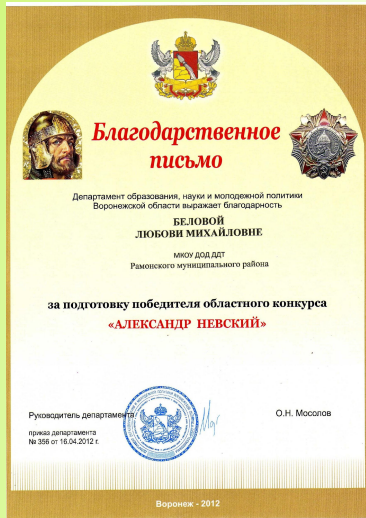 Благодарственное
письмо
Департамент образования, науки и молодежной политики
Воронежской области выражает благодарность
БЕЛОВОЙ
ЛЮБОВИ МИХАЙЛОВНЕ
МКОУ ДОД ДДТ
Рамонского муниципального района
за подготовку победителя областного конкурса
«АЛЕКСАНДР НЕВСКИЙ»
Руководитель департамента
О.Н. Мосолов
приказ департамента
№ 356 от 16.04.2012 г.
Воронеж - 2012